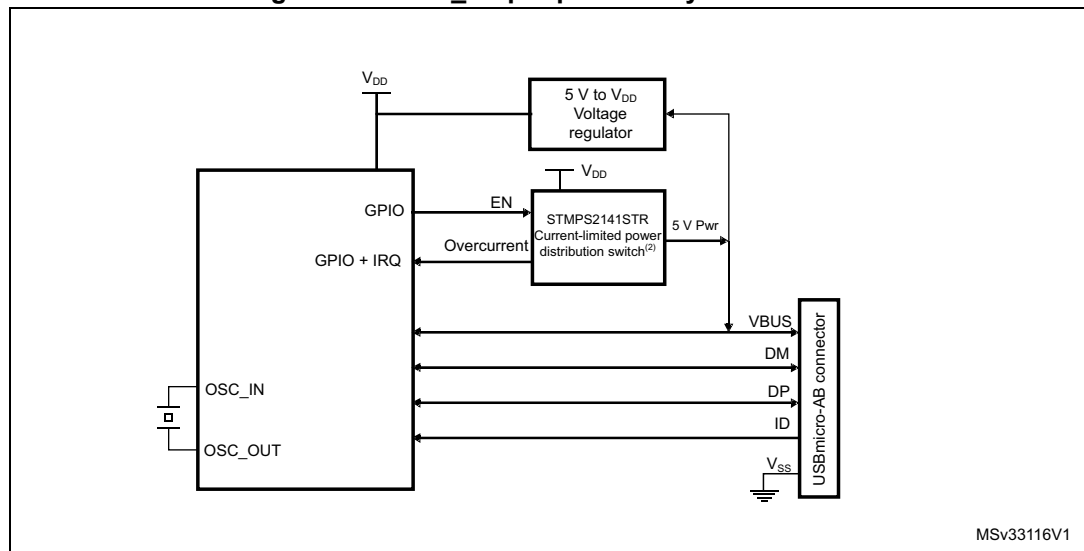 V_DD
5 V to V_DD
Voltage
regulator
V_DD
GPIO
EN
STMPS2141STR
Current-limited power
distribution switch(2)
5 V Pwr
Overcurrent
GPIO + IRQ
VBUS
DM
DP
ID
V_SS
USBmicro-AB connector
OSC_IN
OSC_OUT
MSv33116V1